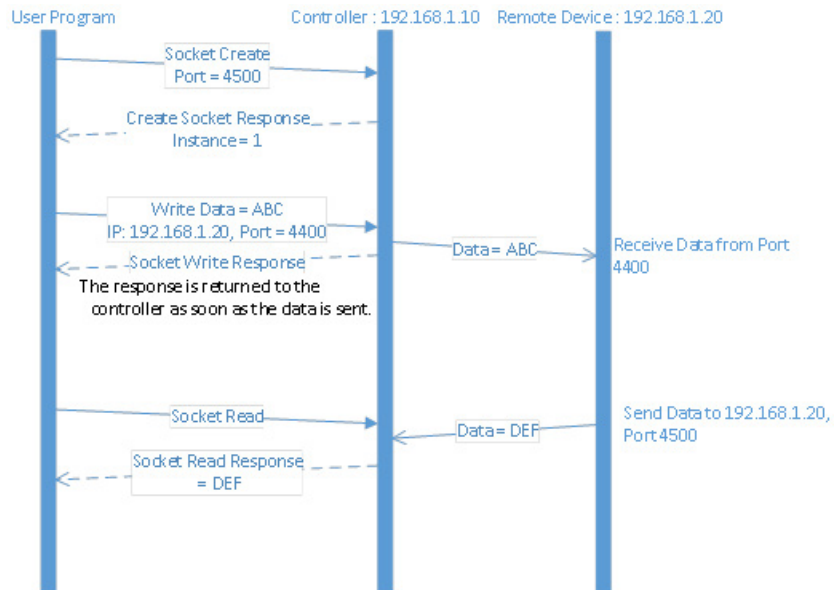 User Program
Controller : 192.168.1.10
Remote Device : 192.168.1.20
Socket Create
Port = 4500
Create Socket Response
Instance = 1
Write Data = ABC
IP: 192.168.1.20, Port = 4400
Data = ABC
Receive Data from Port
4400
Socket Write Response
The response is returned to the
controller as soon as the data is sent.
Socket Read
Data = DEF
Send Data to 192.168.1.20,
Port 4500
Socket Read Response
= DEF